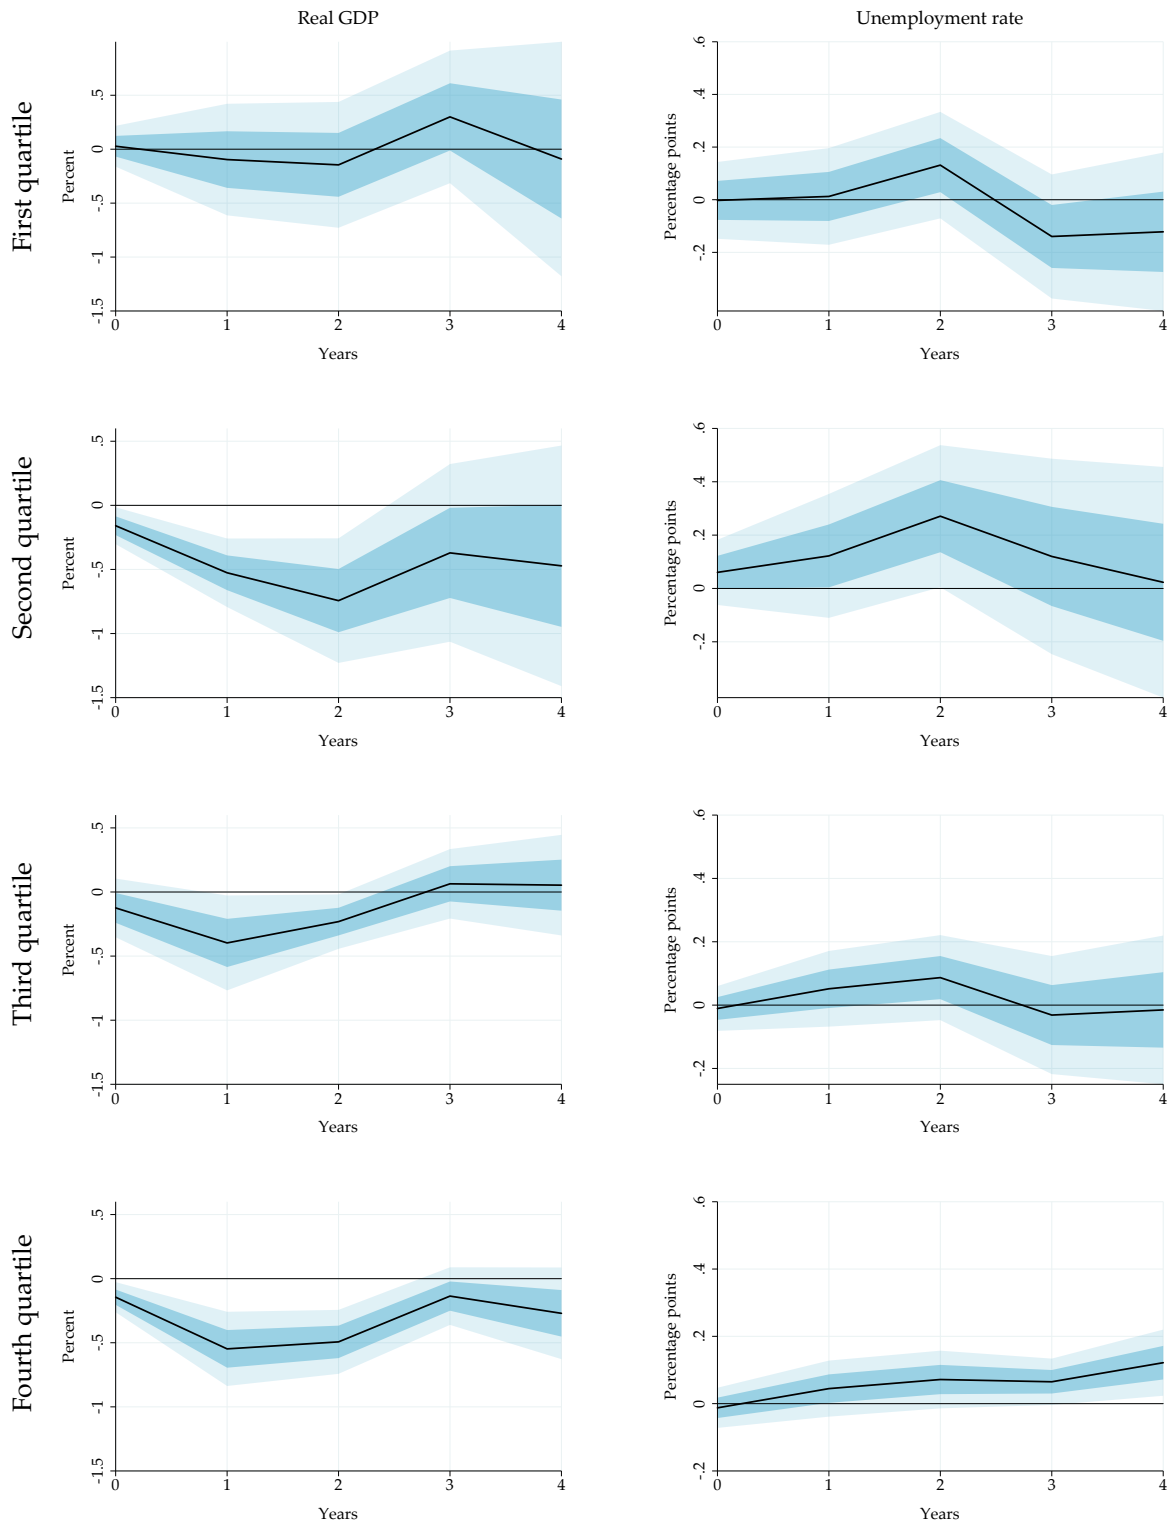 Real GDP
Unemployment rate
First quartile
Percent
.5
0
-.5
-1
-1.5
0 1 2 3 4
Years
Percentage points
.6
.4
.2
0
-.2
0 1 2 3 4
Years
Second quartile
Percent
.5
0
-.5
-1
-1.5
0 1 2 3 4
Years
Percentage points
.6
.4
.2
0
-.2
0 1 2 3 4
Years
Third quartile
Percent
.5
0
-.5
-1
-1.5
0 1 2 3 4
Years
Percentage points
.6
.4
.2
0
-.2
0 1 2 3 4
Years
Fourth quartile
Percent
.5
0
-.5
-1
-1.5
0 1 2 3 4
Years
Percentage points
.6
.4
.2
0
-.2
0 1 2 3 4
Years